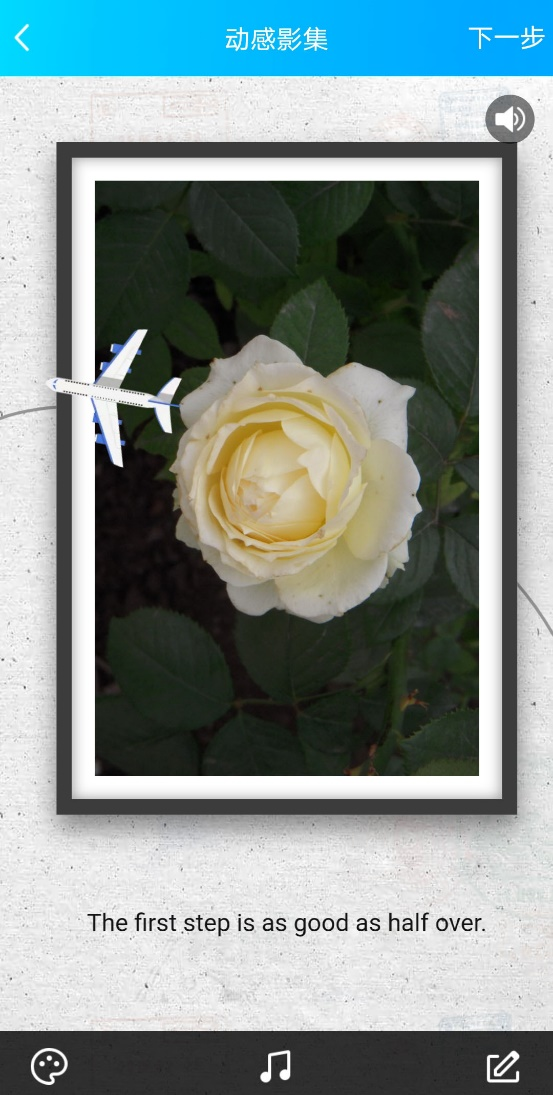 动感影集
下一步
The first step is as good as half over.